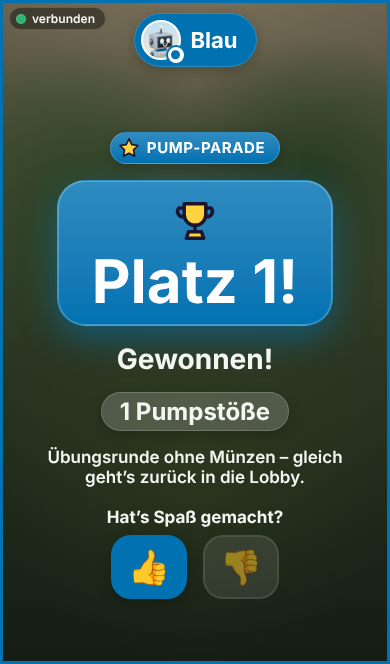 verbunden
Blau
PUMP-PARADE
Platz 1!
Gewonnen!
1 Pumpstöße
Übungsrunde ohne Münzen – gleich
geht’s zurück in die Lobby.
Hat’s Spaß gemacht?